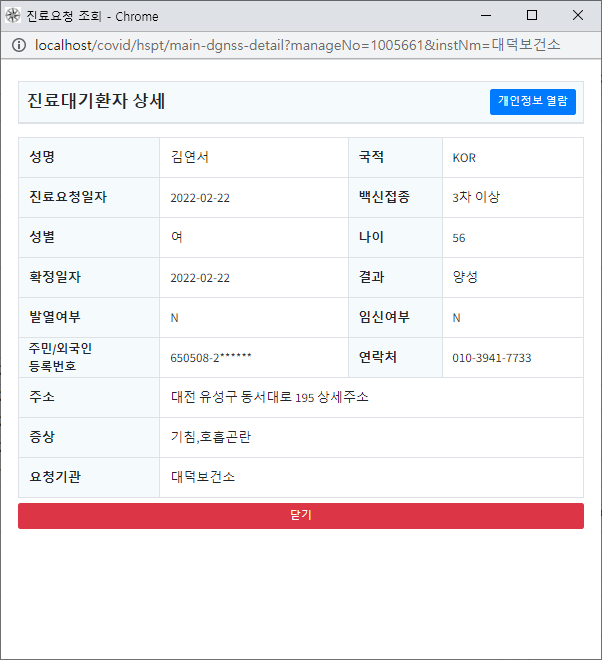 진료요청 조회 - Chrome
localhost/covid/hspt/main-dgnss-detail?manageNo=1005661&instNm=대덕보건소
진료대기환자 상세 개인정보 열람
성명 김연서 국적 KOR
진료요청일자 2022-02-22 백신접종 3차 이상
성별 여 나이 56
확정일자 2022-02-22 결과 양성
발열여부 N 임신여부 N
주민/외국인
등록번호 650508-2****** 연락처 010-3941-7733
주소 대전 유성구 동서대로 195 상세주소
증상 기침,호흡곤란
요청기관 대덕보건소
닫기